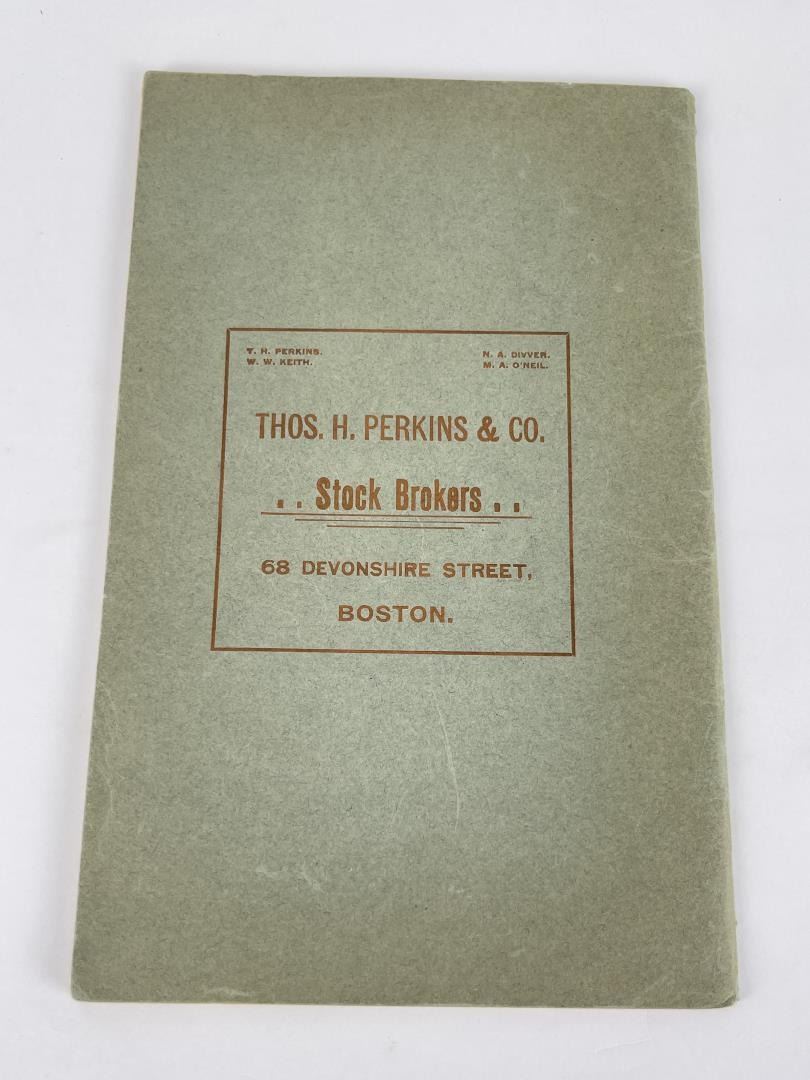 T. H. PERKINS.
W. W. KEITH.
N. A. DIVVER.
M. A. O'NEIL.
THOS. H. PERKINS & CO.
. . Stock Brokers . .
68 DEVONSHIRE STREET,
BOSTON.